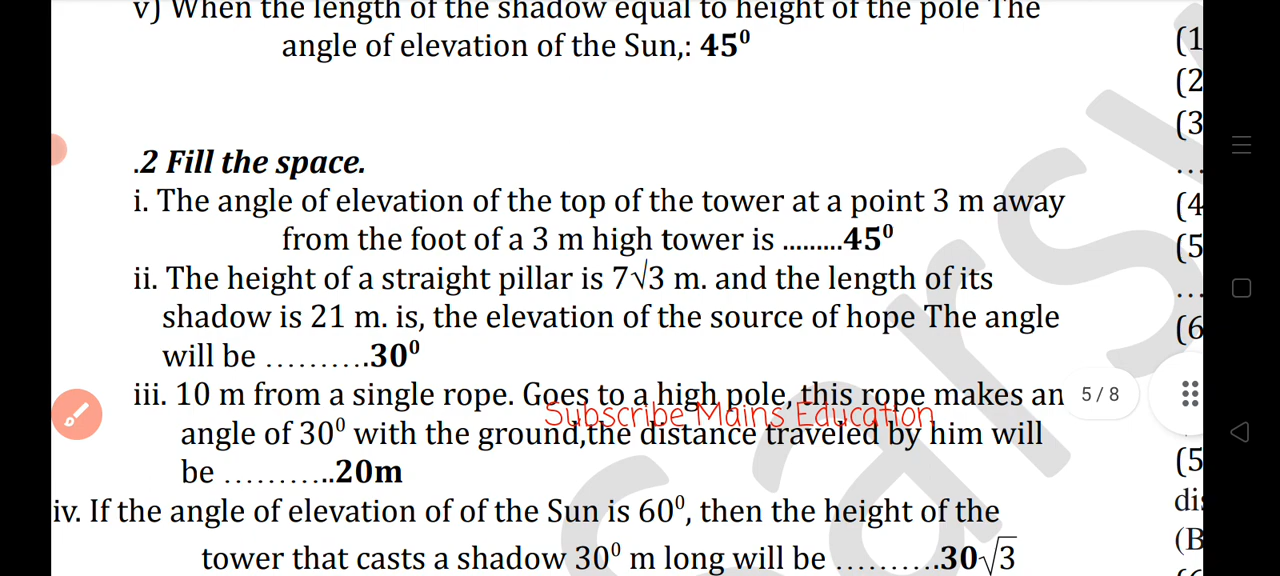 v) When the length of the shadow equal to height of the pole The
angle of elevation of the Sun,: 45⁰
.2 Fill the space.
i. The angle of elevation of the top of the tower at a point 3 m away
from the foot of a 3 m high tower is .........45⁰
ii. The height of a straight pillar is 7√3 m. and the length of its
shadow is 21 m. is, the elevation of the source of hope The angle
will be ……….30⁰
iii. 10 m from a single rope. Goes to a high pole, this rope makes an
Subscribe Mains Education
angle of 30⁰ with the ground,the distance traveled by him will
be ………..20m
iv. If the angle of elevation of of the Sun is 60⁰, then the height of the
tower that casts a shadow 30⁰ m long will be ……….30√3
5 / 8
(1
(2
(3
...
(4
(5
...
(6
(5
(B